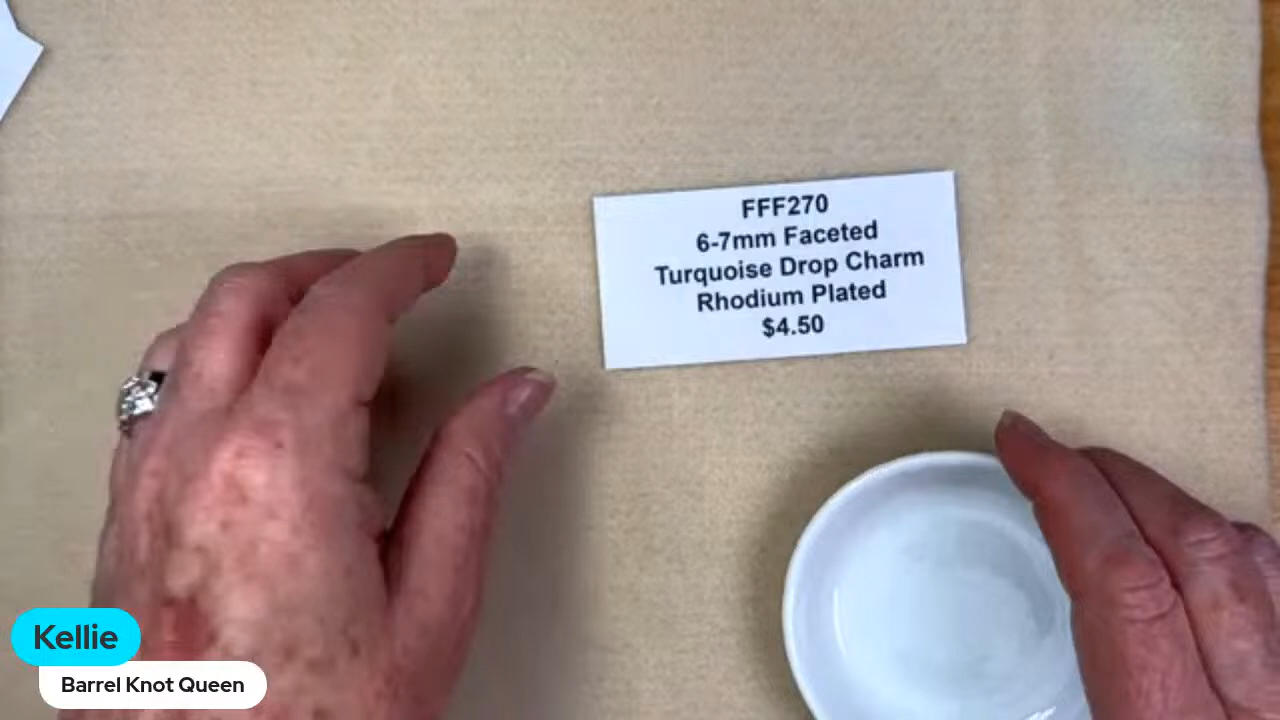 FFF270
6-7mm Faceted
Turquoise Drop Charm
Rhodium Plated
$4.50
Kellie
Barrel Knot Queen